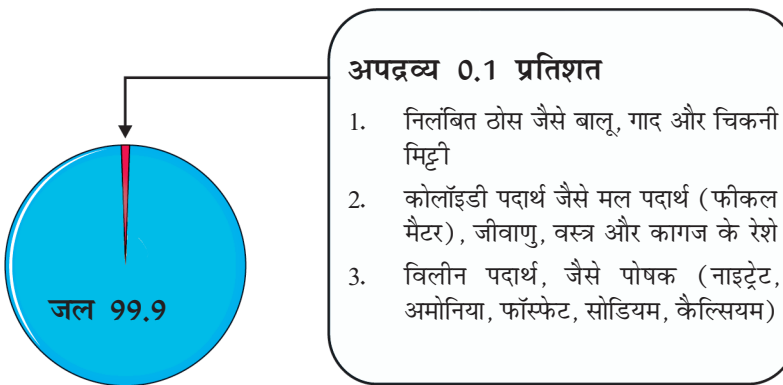 अपद्रव्य 0.1 प्रतिशत
1. निलंबित ठोस जैसे बालू, गाद और चिकनी
मिट्टी
2. कोलॉइडी पदार्थ जैसे मल पदार्थ (फीकल
मैटर), जीवाणु, वस्त्र और कागज के रेशे
3. विलीन पदार्थ, जैसे पोषक (नाइट्रेट,
अमोनिया, फॉस्फेट, सोडियम, कैल्सियम)
जल 99.9